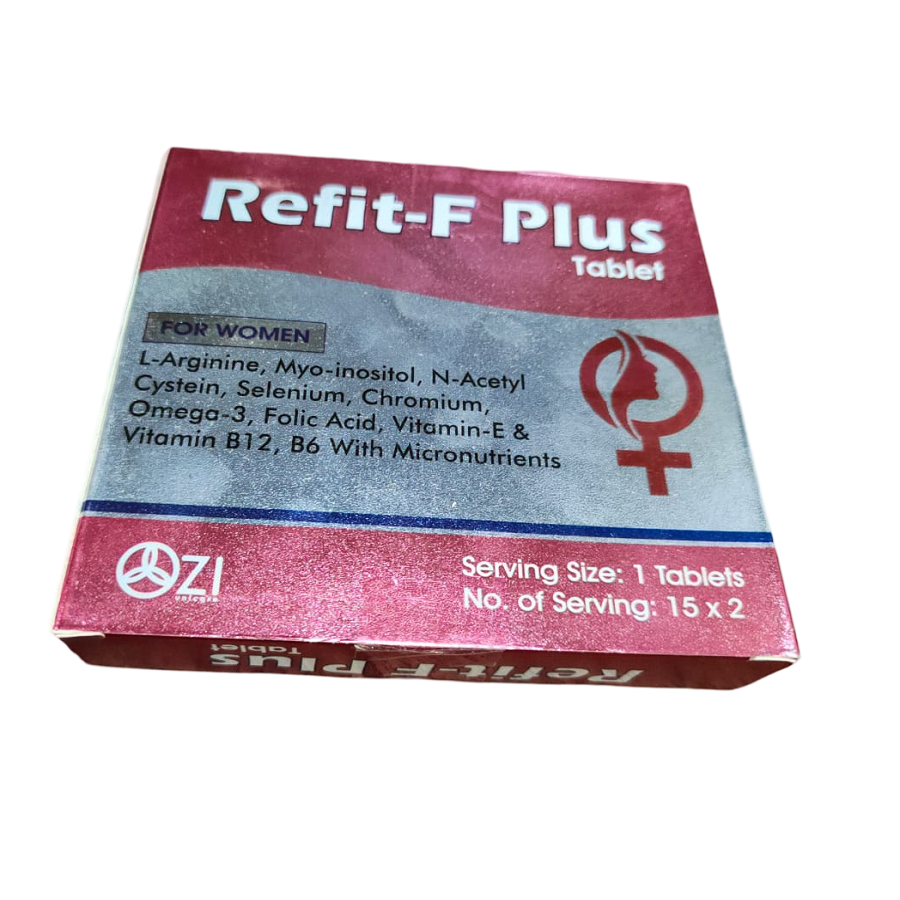 Refit-F Plus
Tablet
FOR WOMEN
L-Arginine, Myo-inositol, N-Acetyl
Cystein, Selenium, Chromium,
Omega-3, Folic Acid, Vitamin-E &
Vitamin B12, B6 With Micronutrients
OZI
Serving Size: 1 Tablets
No. of Serving: 15 x 2
Refit-F Plus
Tablet